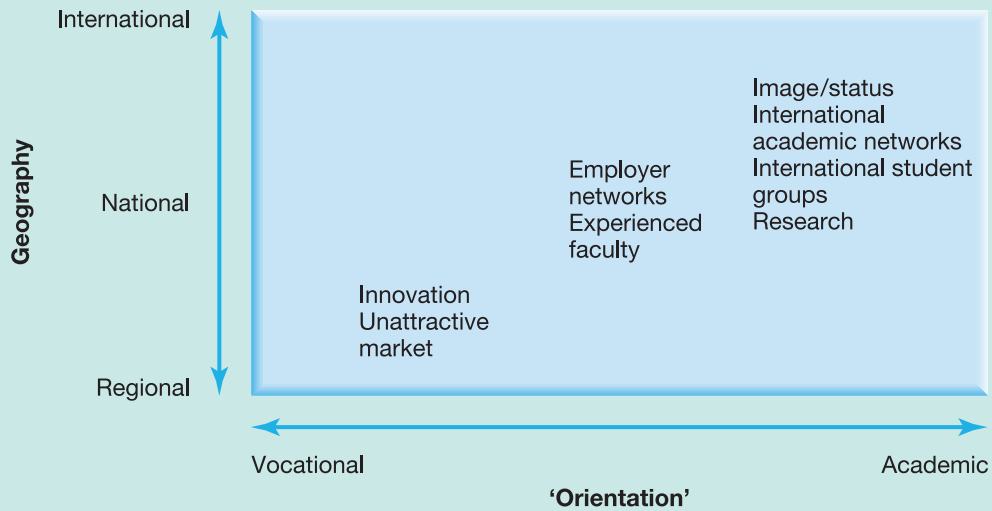 International
Geography
National
Regional
Image/status
International
academic networks
International student
groups
Research
Employer
networks
Experienced
faculty
Innovation
Unattractive
market
Vocational
Academic
‘Orientation’